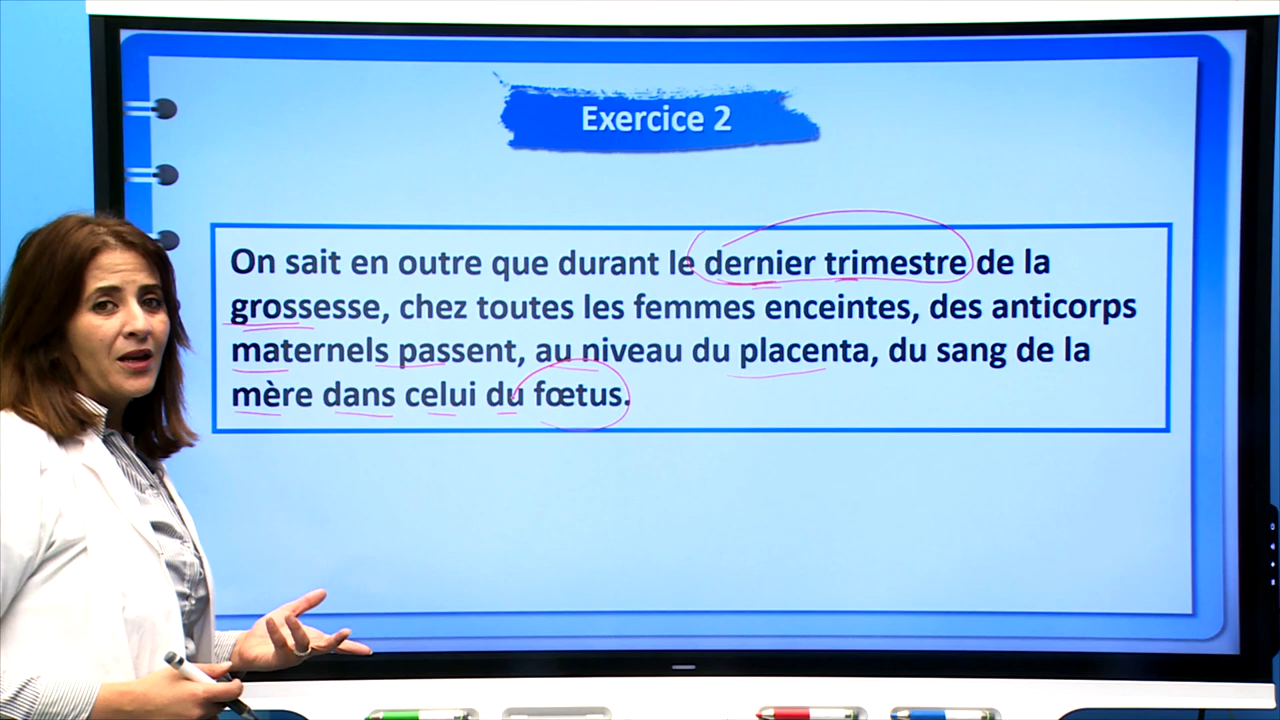 Exercice 2
On sait en outre que durant le dernier trimestre de la
grossesse, chez toutes les femmes enceintes, des anticorps
maternels passent, au niveau du placenta, du sang de la
mère dans celui du fœtus.